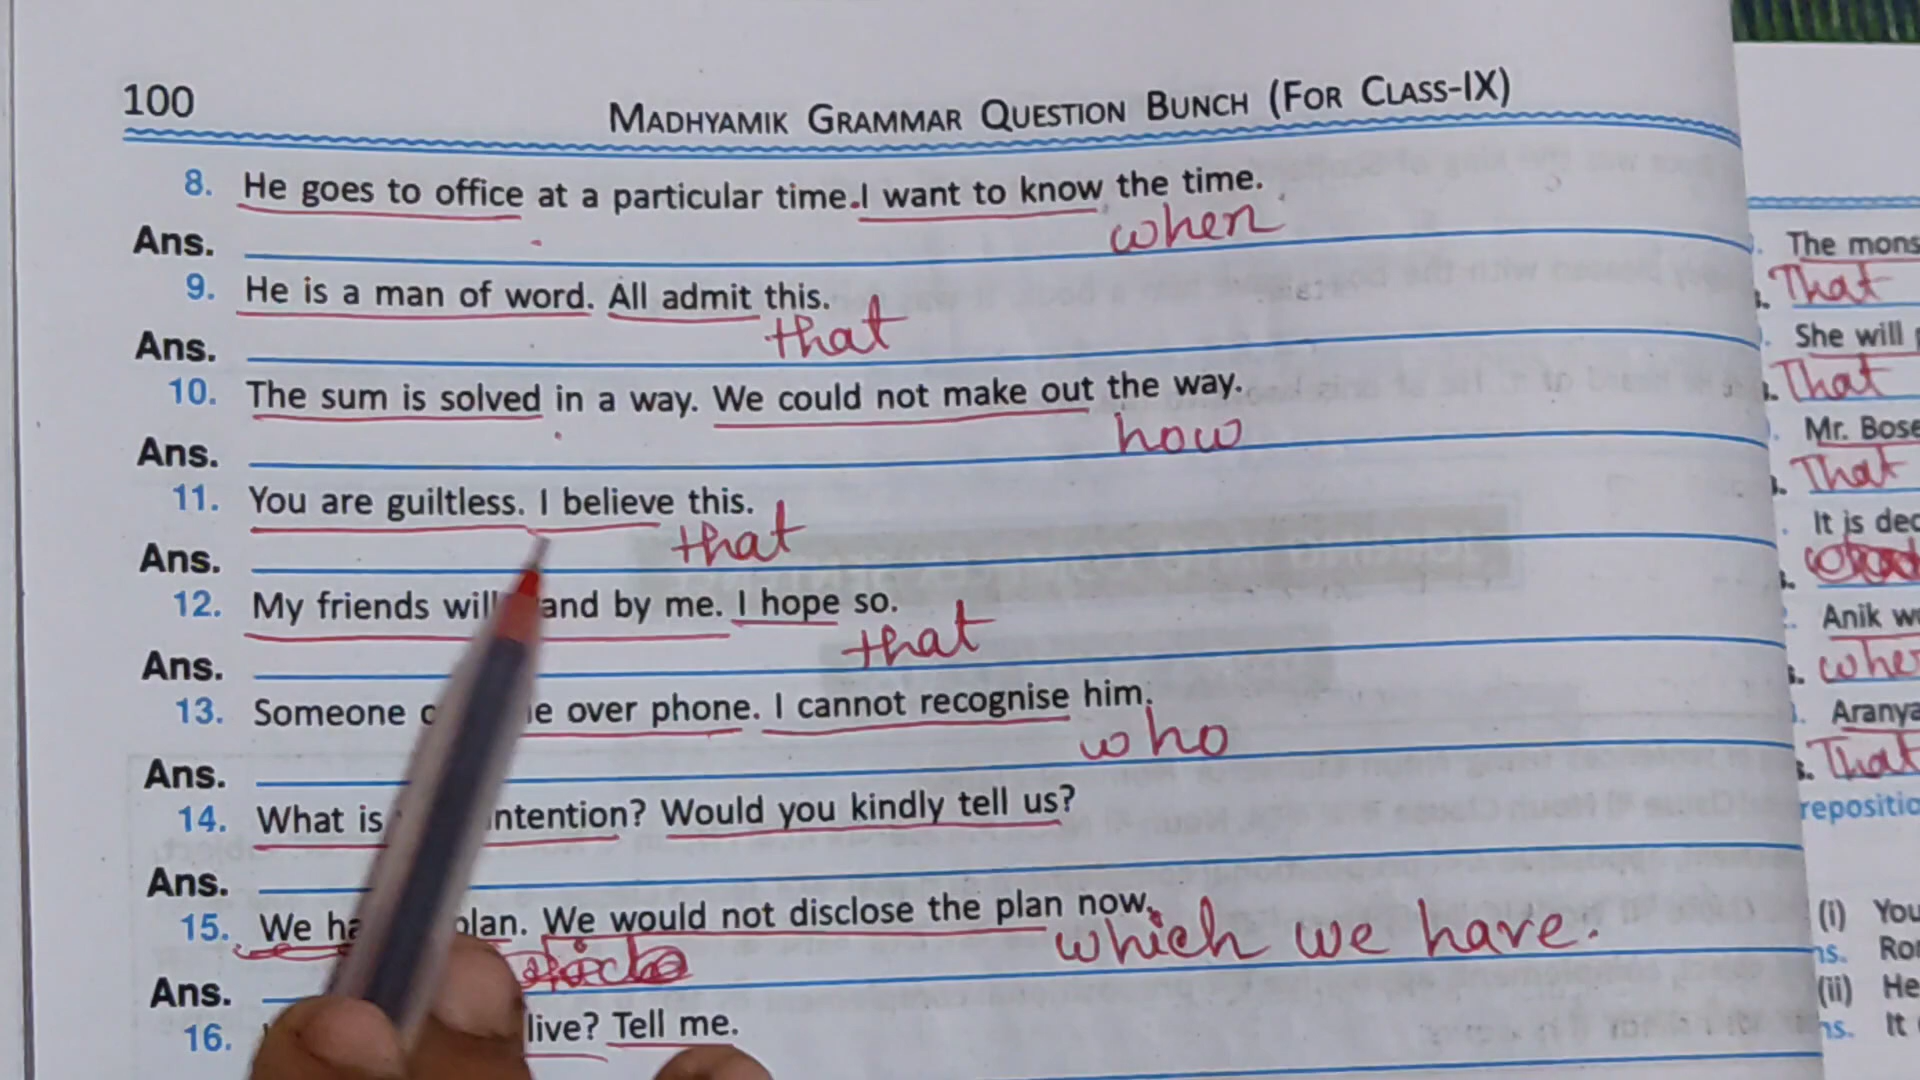 100 MADHYAMIK GRAMMAR QUESTION BUNCH (FOR CLASS-IX)
8. He goes to office at a particular time. I want to know the time.
when
Ans.
9. He is a man of word. All admit this.
that
Ans.
10. The sum is solved in a way. We could not make out the way.
how
Ans.
11. You are guiltless. I believe this.
that
Ans.
12. My friends will and by me. I hope so.
that
Ans.
13. Someone over phone. I cannot recognise him.
who
Ans.
14. What is intention? Would you kindly tell us?
Ans.
15. We plan. We would not disclose the plan now.
which we have.
Ans.
16. live? Tell me.
The mons
That
She will
That
Mr. Bose
That
It is dec
Anik w
wher
Aranya
That
repositio
(i) You
ns. Ro
(ii) He
ns. It